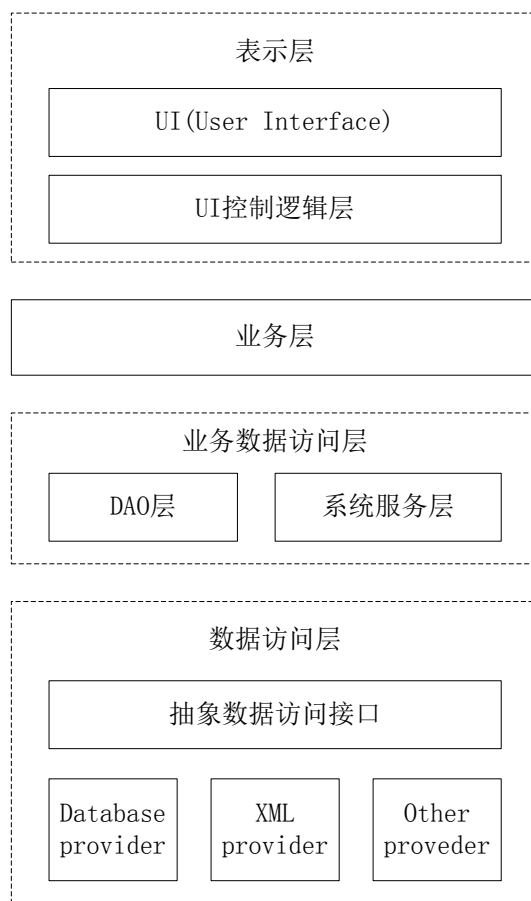 表示层
UI(User Interface)
UI控制逻辑层
业务层
业务数据访问层
DAO层
系统服务层
数据访问层
抽象数据访问接口
Database
provider
XML
provider
Other
proveder